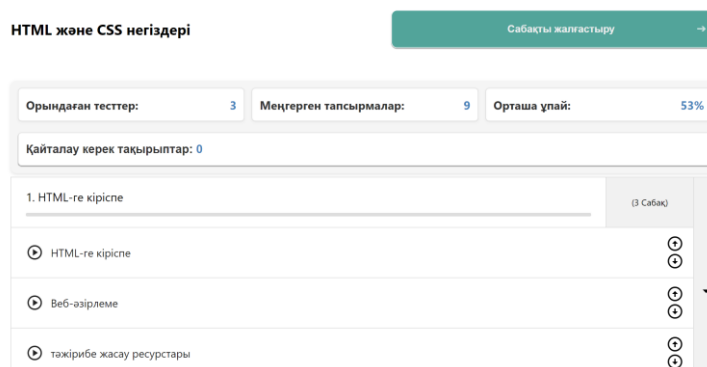 HTML және CSS негіздері
Сабақты жалғастыру →
Орындаған тесттер: 3
Меңгерген тапсырмалар: 9
Орташа ұпай: 53%
Қайталау керек тақырыптар: 0
1. HTML-ге кіріспе
(3 Сабақ)
HTML-ге кіріспе
Веб-әзірлеме
тәжірибе жасау ресурстары